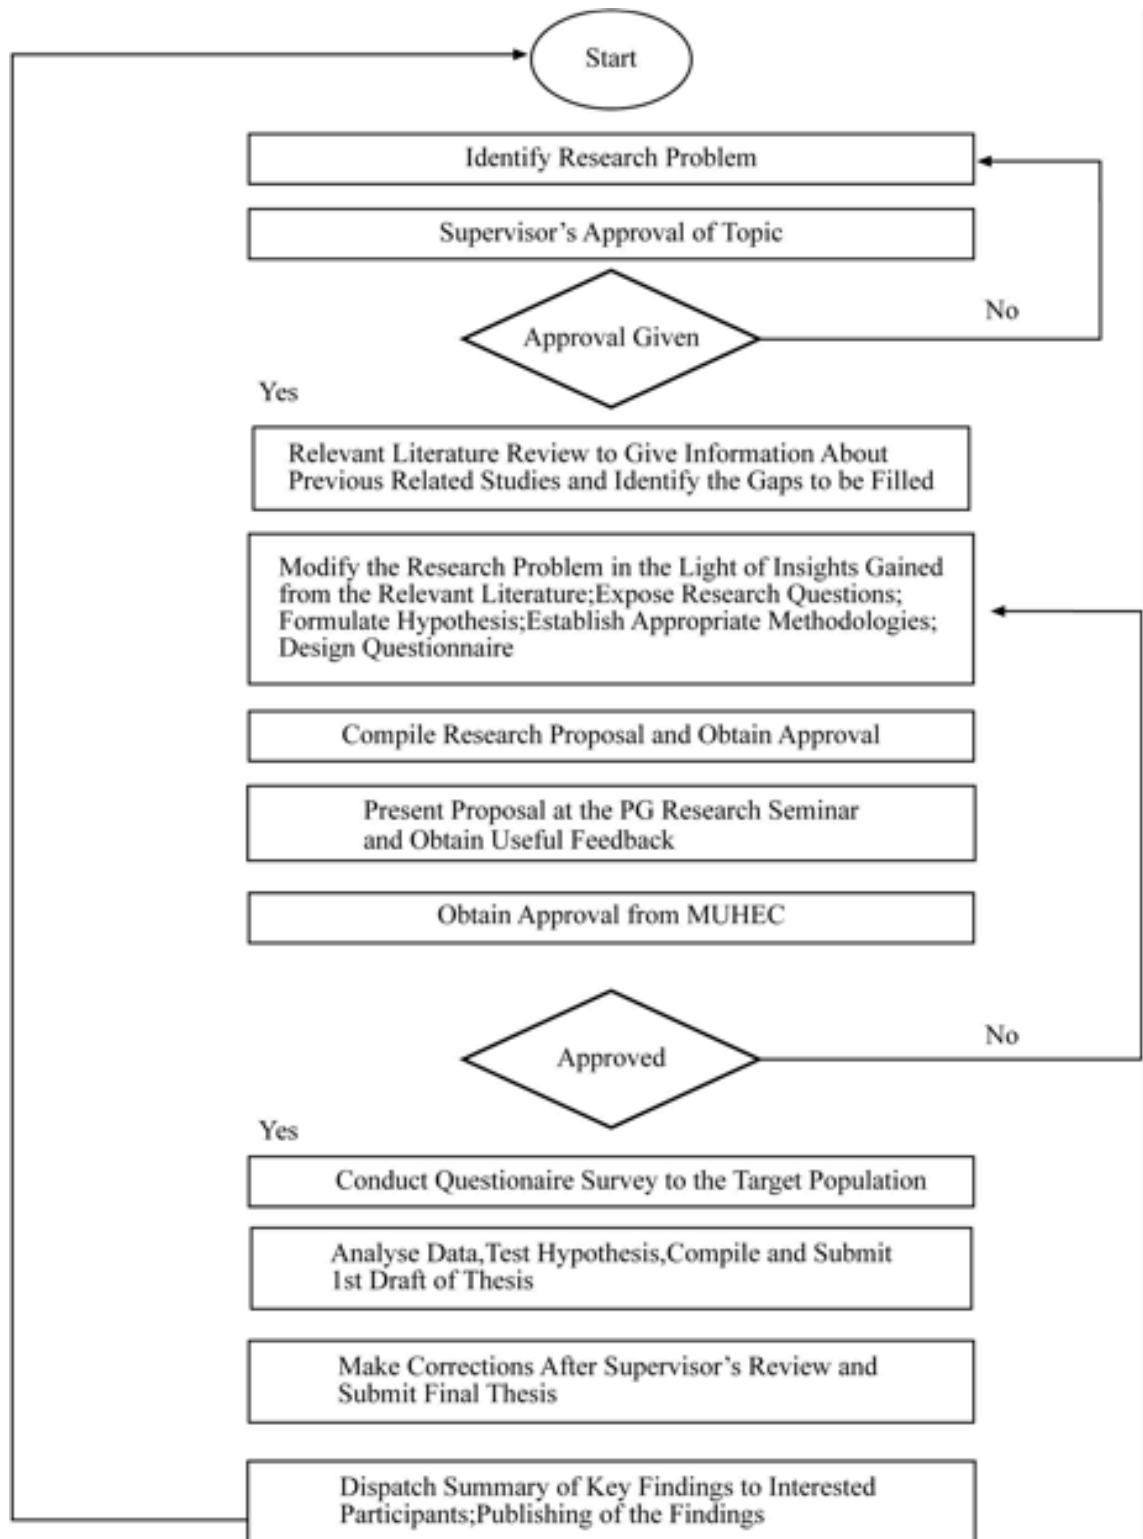 Start
Identify Research Problem
Supervisor’s Approval of Topic
Approval Given
No
Yes
Relevant Literature Review to Give Information About
Previous Related Studies and Identify the Gaps to be Filled
Modify the Research Problem in the Light of Insights Gained
from the Relevant Literature;Expose Research Questions;
Formulate Hypothesis;Establish Appropriate Methodologies;
Design Questionnaire
Compile Research Proposal and Obtain Approval
Present Proposal at the PG Research Seminar
and Obtain Useful Feedback
Obtain Approval from MUHEC
Approved
No
Yes
Conduct Questionaire Survey to the Target Population
Analyse Data,Test Hypothesis,Compile and Submit
1st Draft of Thesis
Make Corrections After Supervisor’s Review and
Submit Final Thesis
Dispatch Summary of Key Findings to Interested
Participants;Publishing of the Findings